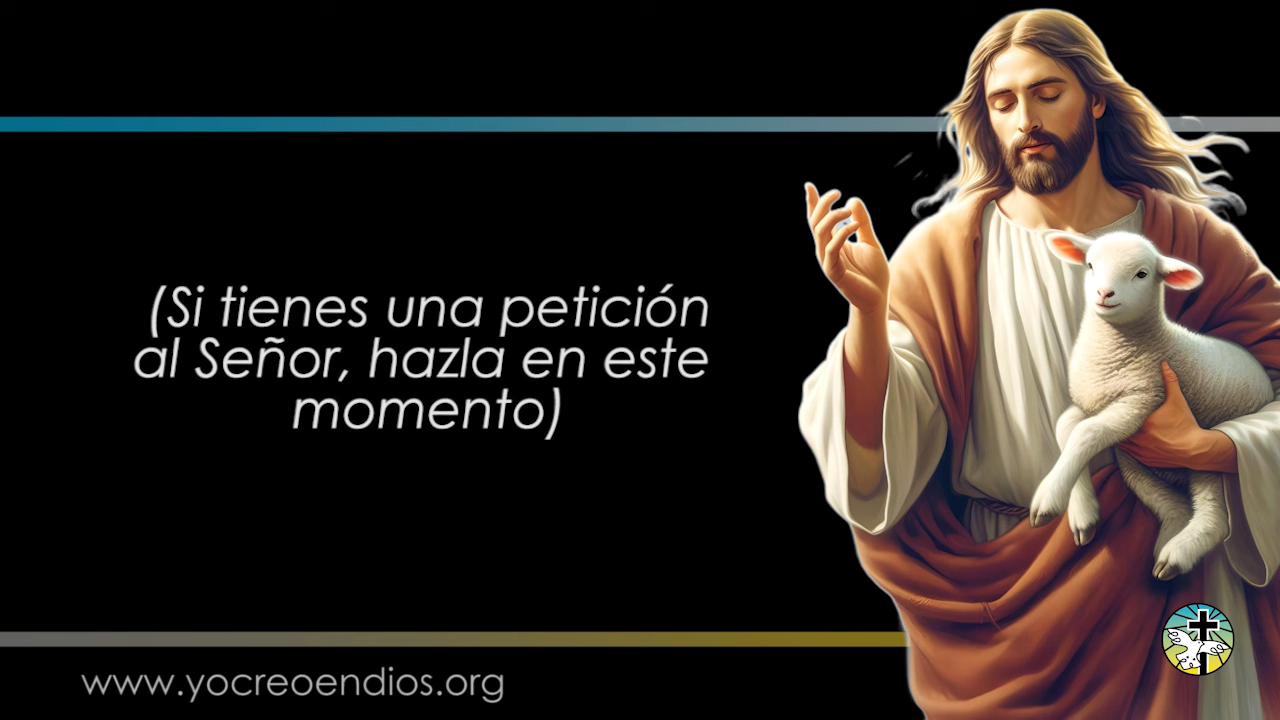 (Si tienes una petición
al Señor, hazla en este
momento)
www.yocreoendios.org